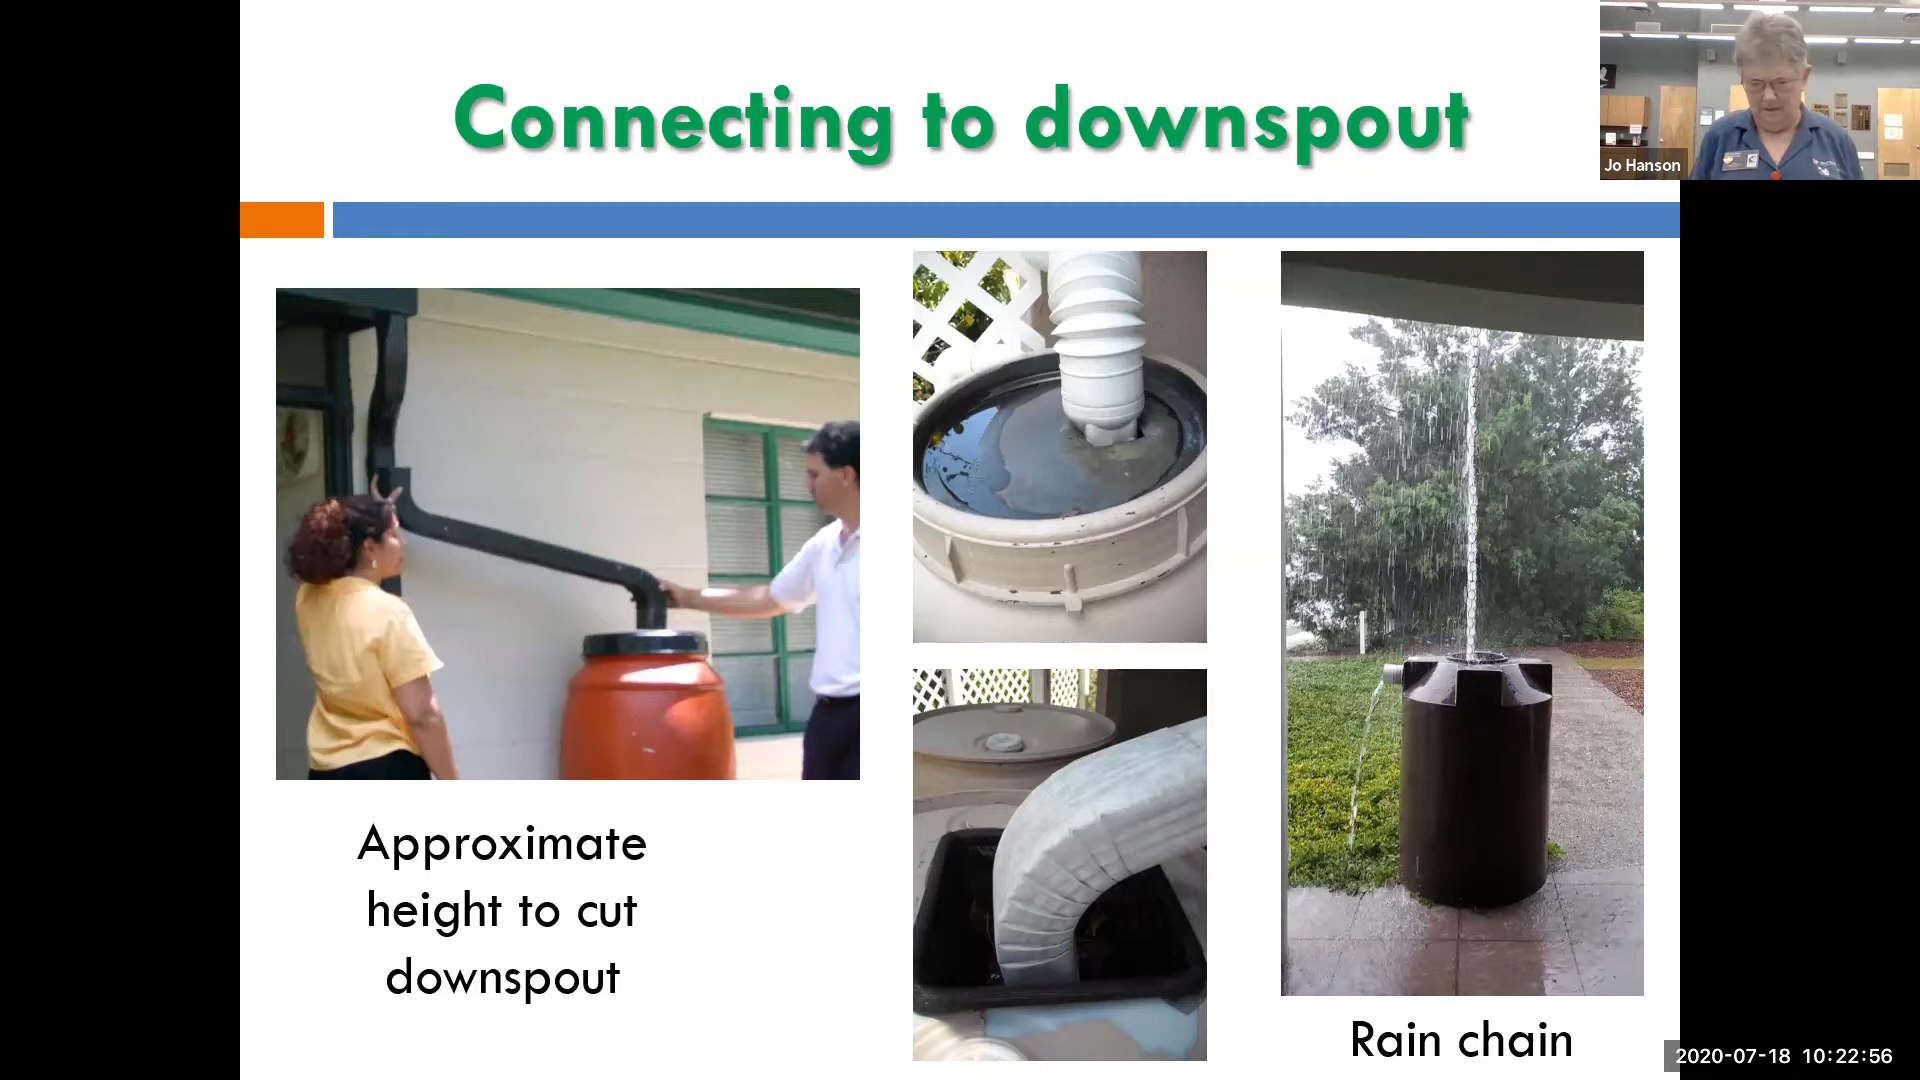 Connecting to downspout
Jo Hanson
Approximate
height to cut
downspout
Rain chain
2020-07-18 10:22:56